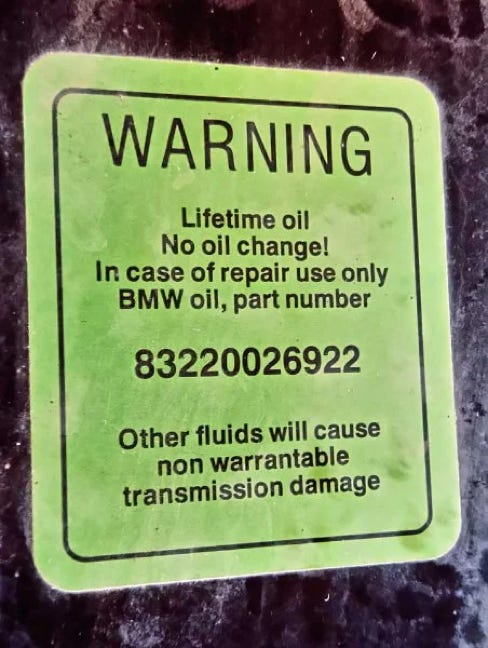 WARNING
Lifetime oil
No oil change!
In case of repair use only
BMW oil, part number
83220026922
Other fluids will cause
non warrantable
transmission damage